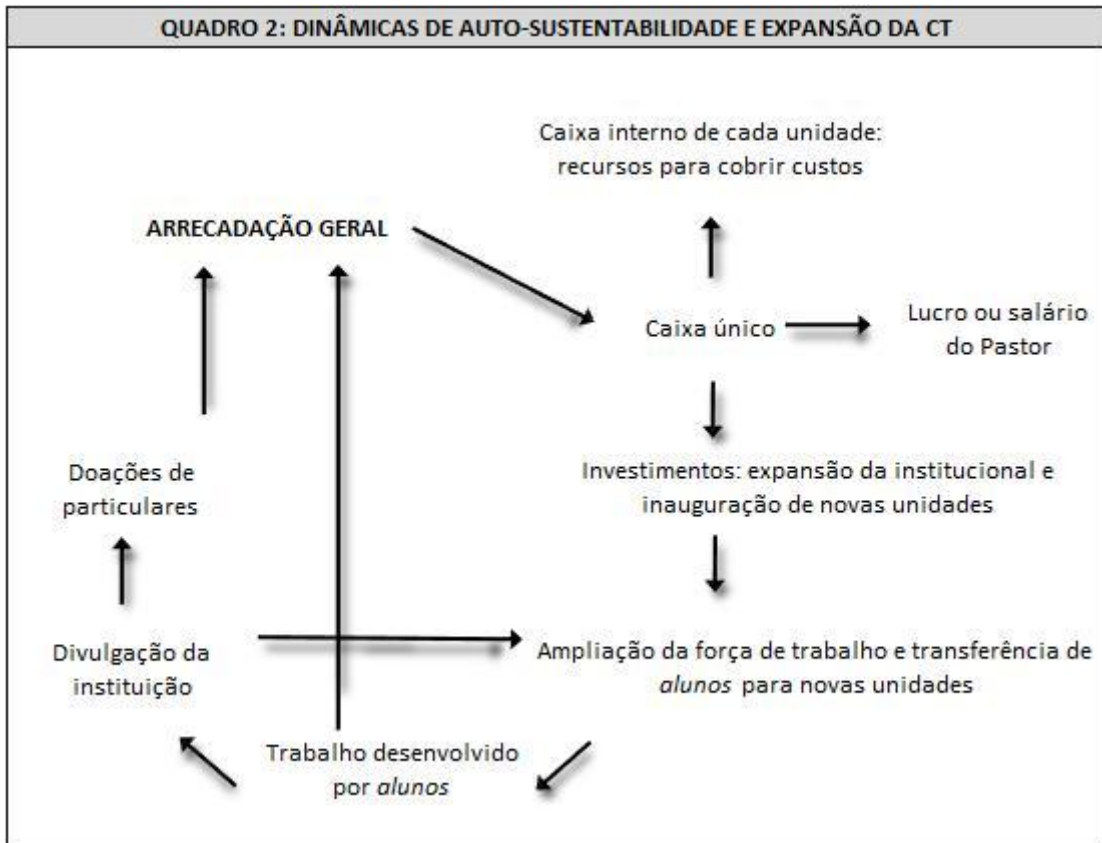 QUADRO 2: DINÂMICAS DE AUTO-SUSTENTABILIDADE E EXPANSÃO DA CT
Caixa interno de cada unidade:
recursos para cobrir custos
ARRECADAÇÃO GERAL
Caixa único
Lucro ou salário
do Pastor
Doações de
particulares
Investimentos: expansão da institucional e
inauguração de novas unidades
Divulgação da
instituição
Ampliação da força de trabalho e transferência de
alunos para novas unidades
Trabalho desenvolvido
por alunos